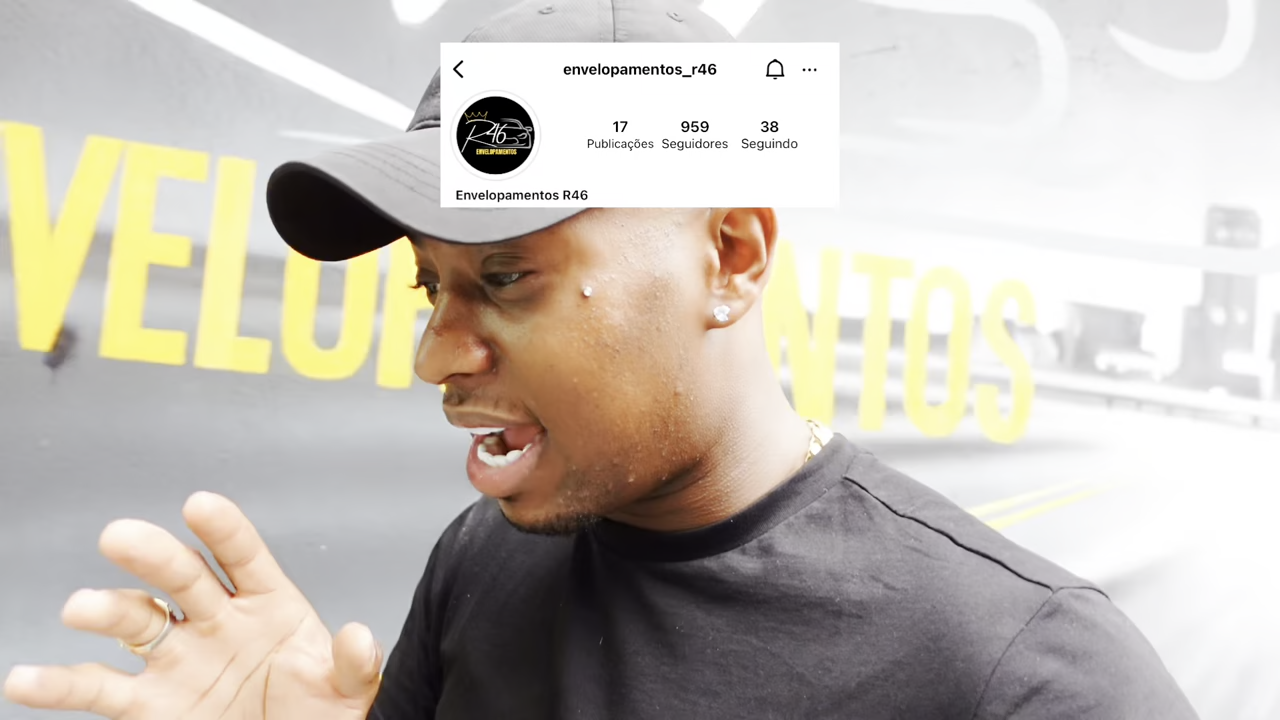 envelopamentos_r46
R46
ENVELOPAMENTOS
17 959 38
Publicações Seguidores Seguindo
Envelopamentos R46
VELOP NTOS